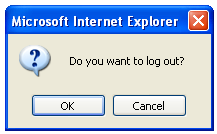 Microsoft Internet Explorer
Do you want to log out?
OK Cancel